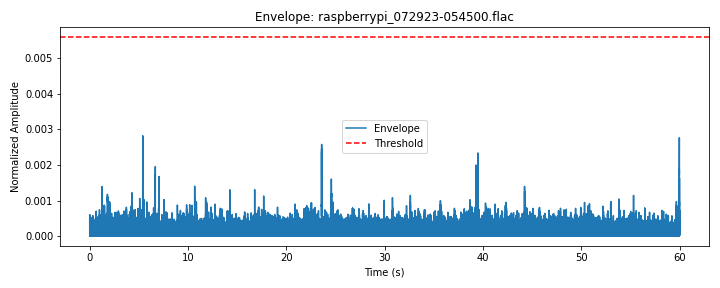 Envelope: raspberrypi_072923-054500.flac
Normalized Amplitude
0.005
0.004
0.003
0.002
0.001
0.000
Envelope
Threshold
0 10 20 30 40 50 60
Time (s)